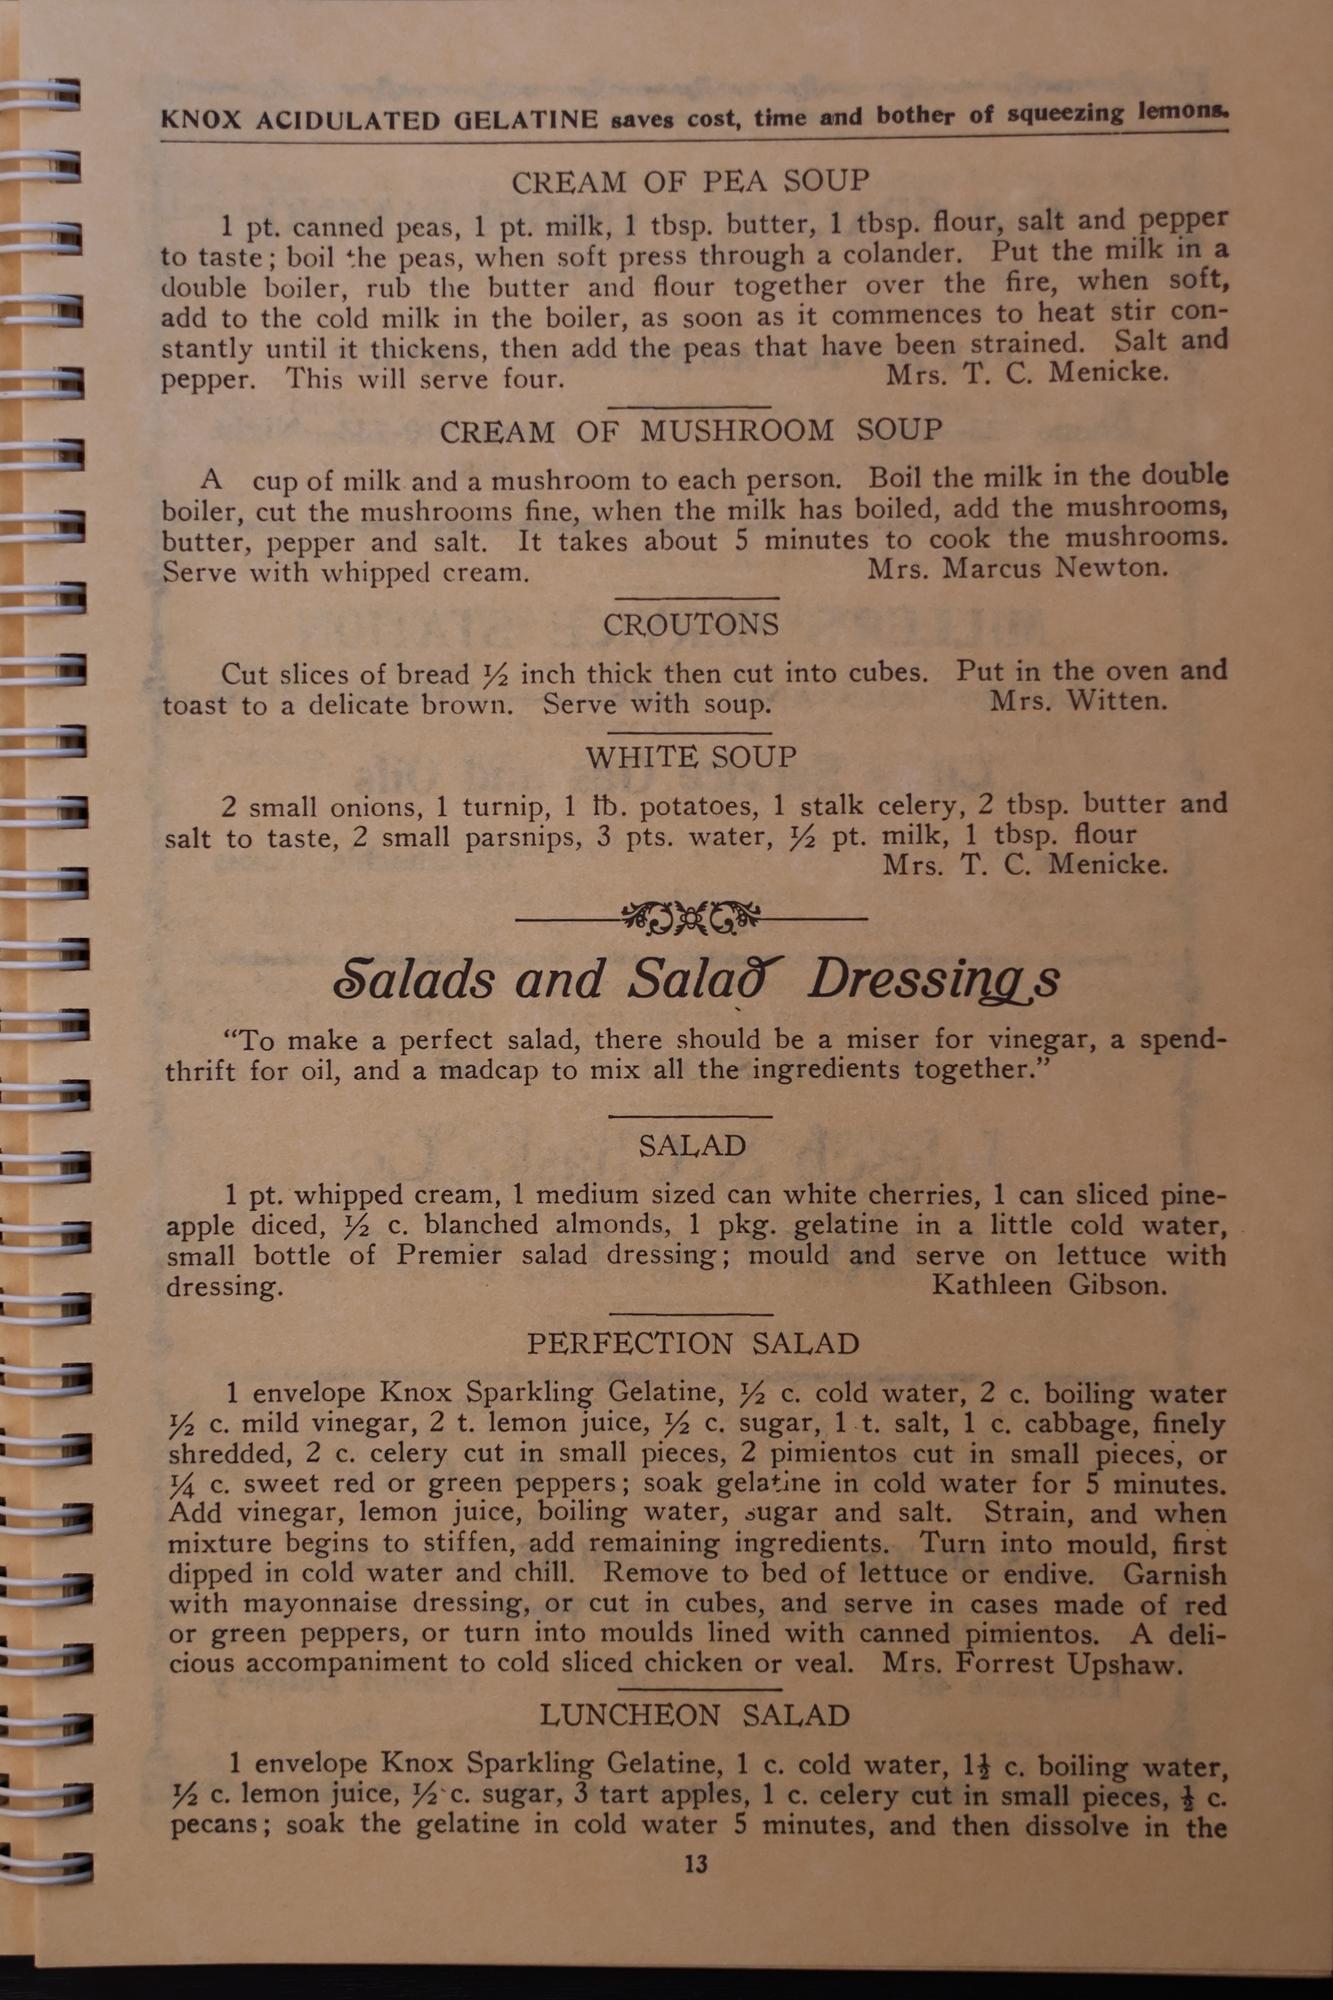 KNOX ACIDULATED GELATINE saves cost, time and bother of squeezing lemons.
CREAM OF PEA SOUP
1 pt. canned peas, 1 pt. milk, 1 tbsp. butter, 1 tbsp. flour, salt and pepper
to taste; boil the peas, when soft press through a colander. Put the milk in a
double boiler, rub the butter and flour together over the fire, when soft,
add to the cold milk in the boiler, as soon as it commences to heat stir con-
stantly until it thickens, then add the peas that have been strained. Salt and
pepper. This will serve four. Mrs. T. C. Menicke.
CREAM OF MUSHROOM SOUP
A cup of milk and a mushroom to each person. Boil the milk in the double
boiler, cut the mushrooms fine, when the milk has boiled, add the mushrooms,
butter, pepper and salt. It takes about 5 minutes to cook the mushrooms.
Serve with whipped cream. Mrs. Marcus Newton.
CROUTONS
Cut slices of bread ½ inch thick then cut into cubes. Put in the oven and
toast to a delicate brown. Serve with soup. Mrs. Witten.
WHITE SOUP
2 small onions, 1 turnip, 1 lb. potatoes, 1 stalk celery, 2 tbsp. butter and
salt to taste, 2 small parsnips, 3 pts. water, ½ pt. milk, 1 tbsp. flour
Mrs. T. C. Menicke.
Salads and Salad Dressings
“To make a perfect salad, there should be a miser for vinegar, a spend-
thrift for oil, and a madcap to mix all the ingredients together.”
SALAD
1 pt. whipped cream, 1 medium sized can white cherries, 1 can sliced pine-
apple diced, ½ c. blanched almonds, 1 pkg. gelatine in a little cold water,
small bottle of Premier salad dressing; mould and serve on lettuce with
dressing. Kathleen Gibson.
PERFECTION SALAD
1 envelope Knox Sparkling Gelatine, ½ c. cold water, 2 c. boiling water
½ c. mild vinegar, 2 t. lemon juice, ½ c. sugar, 1 t. salt, 1 c. cabbage, finely
shredded, 2 c. celery cut in small pieces, 2 pimientos cut in small pieces, or
¼ c. sweet red or green peppers; soak gelatine in cold water for 5 minutes.
Add vinegar, lemon juice, boiling water, sugar and salt. Strain, and when
mixture begins to stiffen, add remaining ingredients. Turn into mould, first
dipped in cold water and chill. Remove to bed of lettuce or endive. Garnish
with mayonnaise dressing, or cut in cubes, and serve in cases made of red
or green peppers, or turn into moulds lined with canned pimientos. A deli-
cious accompaniment to cold sliced chicken or veal. Mrs. Forrest Upshaw.
LUNCHEON SALAD
1 envelope Knox Sparkling Gelatine, 1 c. cold water, 1½ c. boiling water,
½ c. lemon juice, ½ c. sugar, 3 tart apples, 1 c. celery cut in small pieces, ½ c.
pecans; soak the gelatine in cold water 5 minutes, and then dissolve in the
13